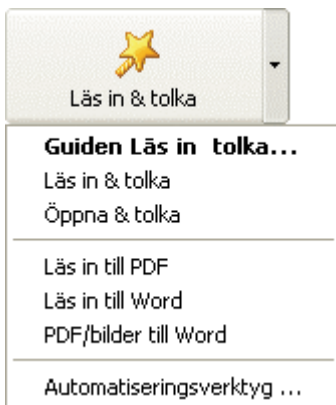 Läs in & tolka
Guiden Läs in  tolka...
Läs in & tolka
Öppna & tolka
Läs in till PDF
Läs in till Word
PDF/bilder till Word
Automatiseringsverktyg ...